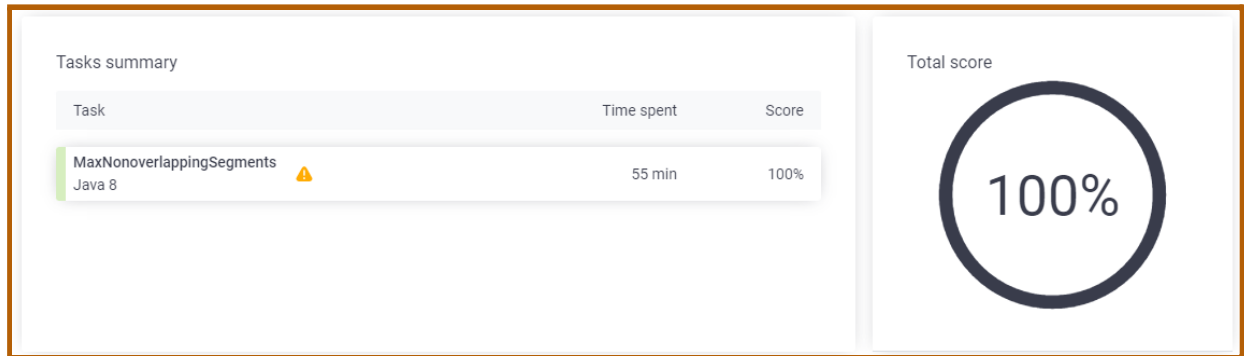 Tasks summary
Task Time spent Score
MaxNonoverlappingSegments
Java 8 55 min 100%
Total score
100%